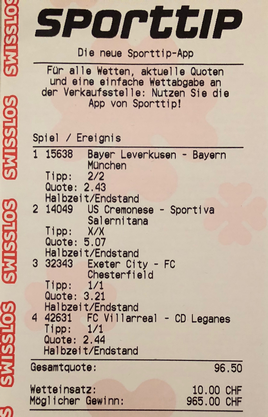 sporttip
Die neue Sporttip-App
Für alle Wetten, aktuelle Quoten
und eine einfache Wettabgabe an
der Verkaufsstelle: Nutzen Sie die
App von Sporttip!
Spiel / Ereignis
1 15638 Bayer Leverkusen - Bayern
München
Tipp: 2/2
Quote: 2.43
Halbzeit/Endstand
2 14049 US Cremonese - Sportiva
Salernitana
Tipp: X/X
Quote: 5.07
Halbzeit/Endstand
3 32343 Exeter City - FC
Chesterfield
Tipp: 1/1
Quote: 3.21
Halbzeit/Endstand
4 42631 FC Villarreal - CD Leganes
Tipp: 1/1
Quote: 2.44
Halbzeit/Endstand
Gesamtquote: 96.50
Wetteinsatz: 10.00 CHF
Möglicher Gewinn: 965.00 CHF
SWISSLOS
SWISSLOS
SWISSLOS
SWISSLOS